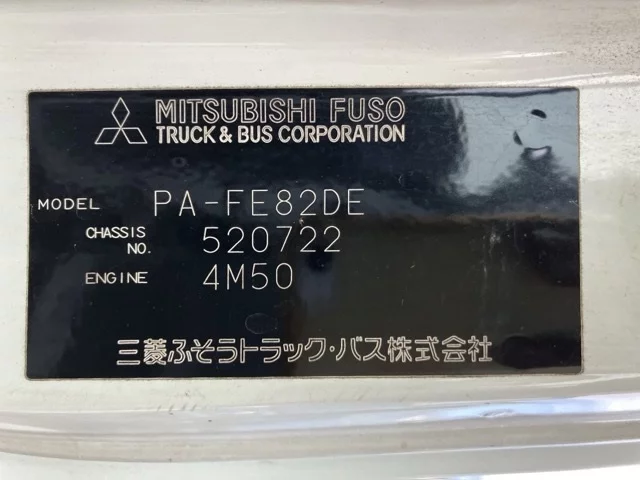 MITSUBISHI FUSO
TRUCK & BUS CORPORATION
MODEL PA-FE82DE
CHASSIS NO. 520722
ENGINE 4M50
三菱ふそうトラック・バス株式会社